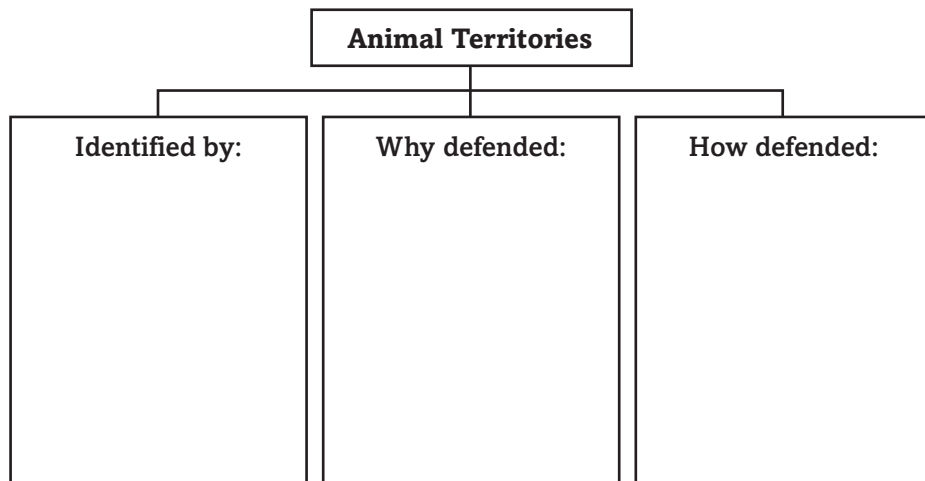 Animal Territories
Identified by:
Why defended:
How defended: